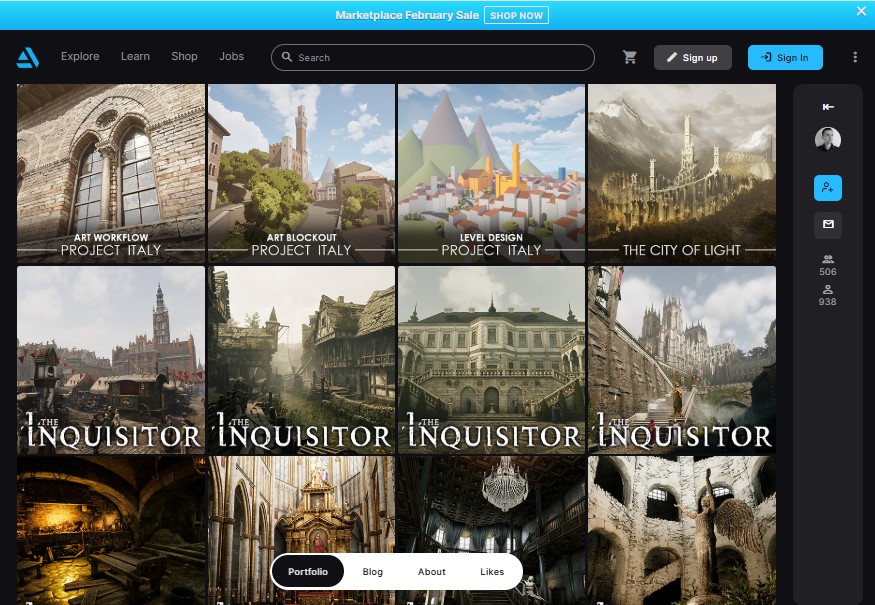 Marketplace February Sale SHOP NOW
Explore Learn Shop Jobs Search Sign up Sign In
ART WORKFLOW
PROJECT ITALY
ART BLOCKOUT
PROJECT ITALY
LEVEL DESIGN
PROJECT ITALY
THE CITY OF LIGHT
506
938
THE
INQUISITOR
THE
INQUISITOR
THE
INQUISITOR
THE
INQUISITOR
Portfolio Blog About Likes